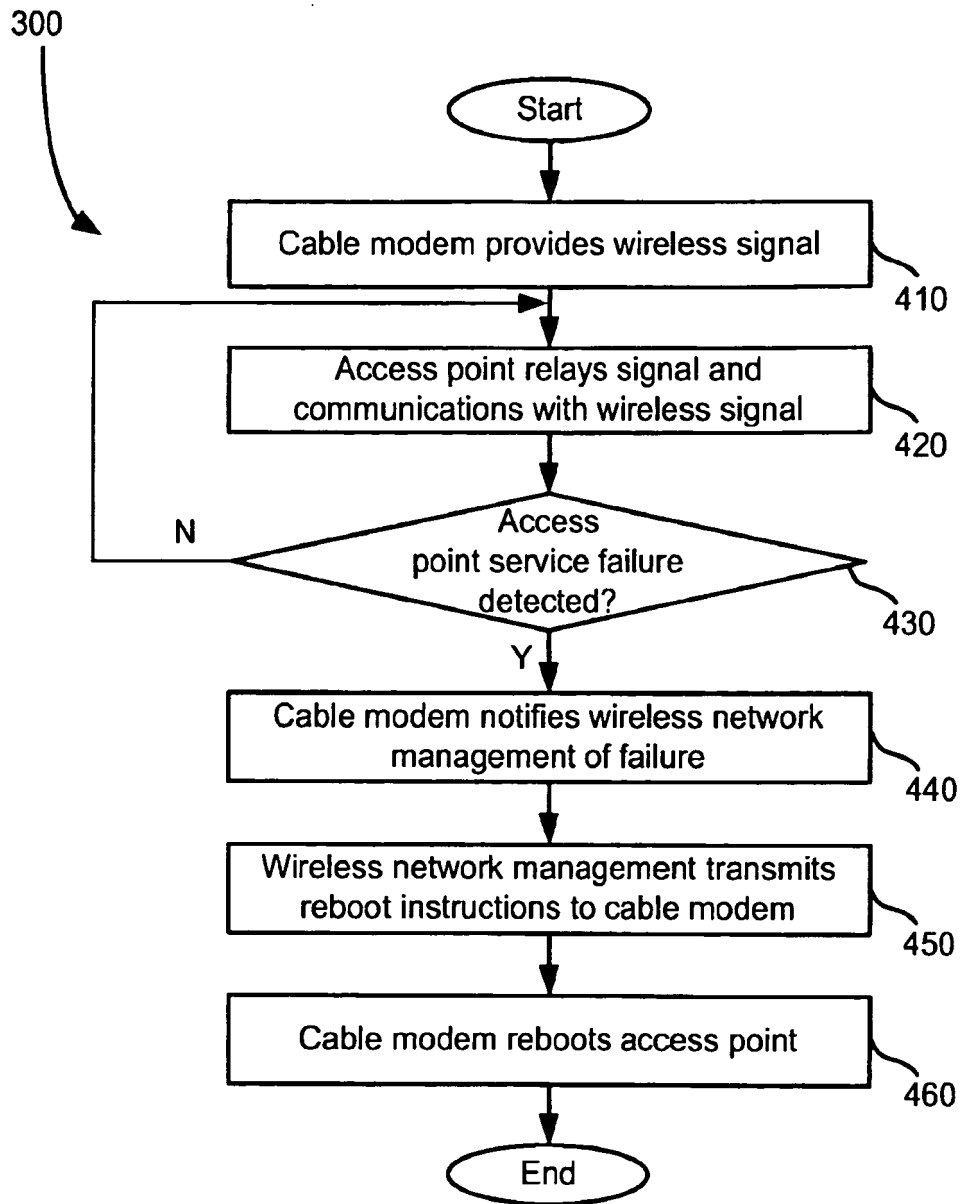 300
Start
Cable modem provides wireless signal
410
Access point relays signal and
communications with wireless signal
420
Access
point service failure
detected?
N
430
Y
Cable modem notifies wireless network
management of failure
440
Wireless network management transmits
reboot instructions to cable modem
450
Cable modem reboots access point
460
End